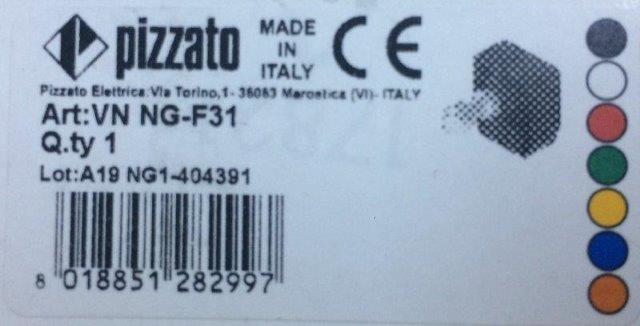 pizzato
MADE
IN
ITALY
CE
Pizzato Elettrica:Via Torino,1- 36063 Marostica (VI)- ITALY
Art:VN NG-F31
Q.ty 1
Lot:A19 NG1-404391
8 018851 282997